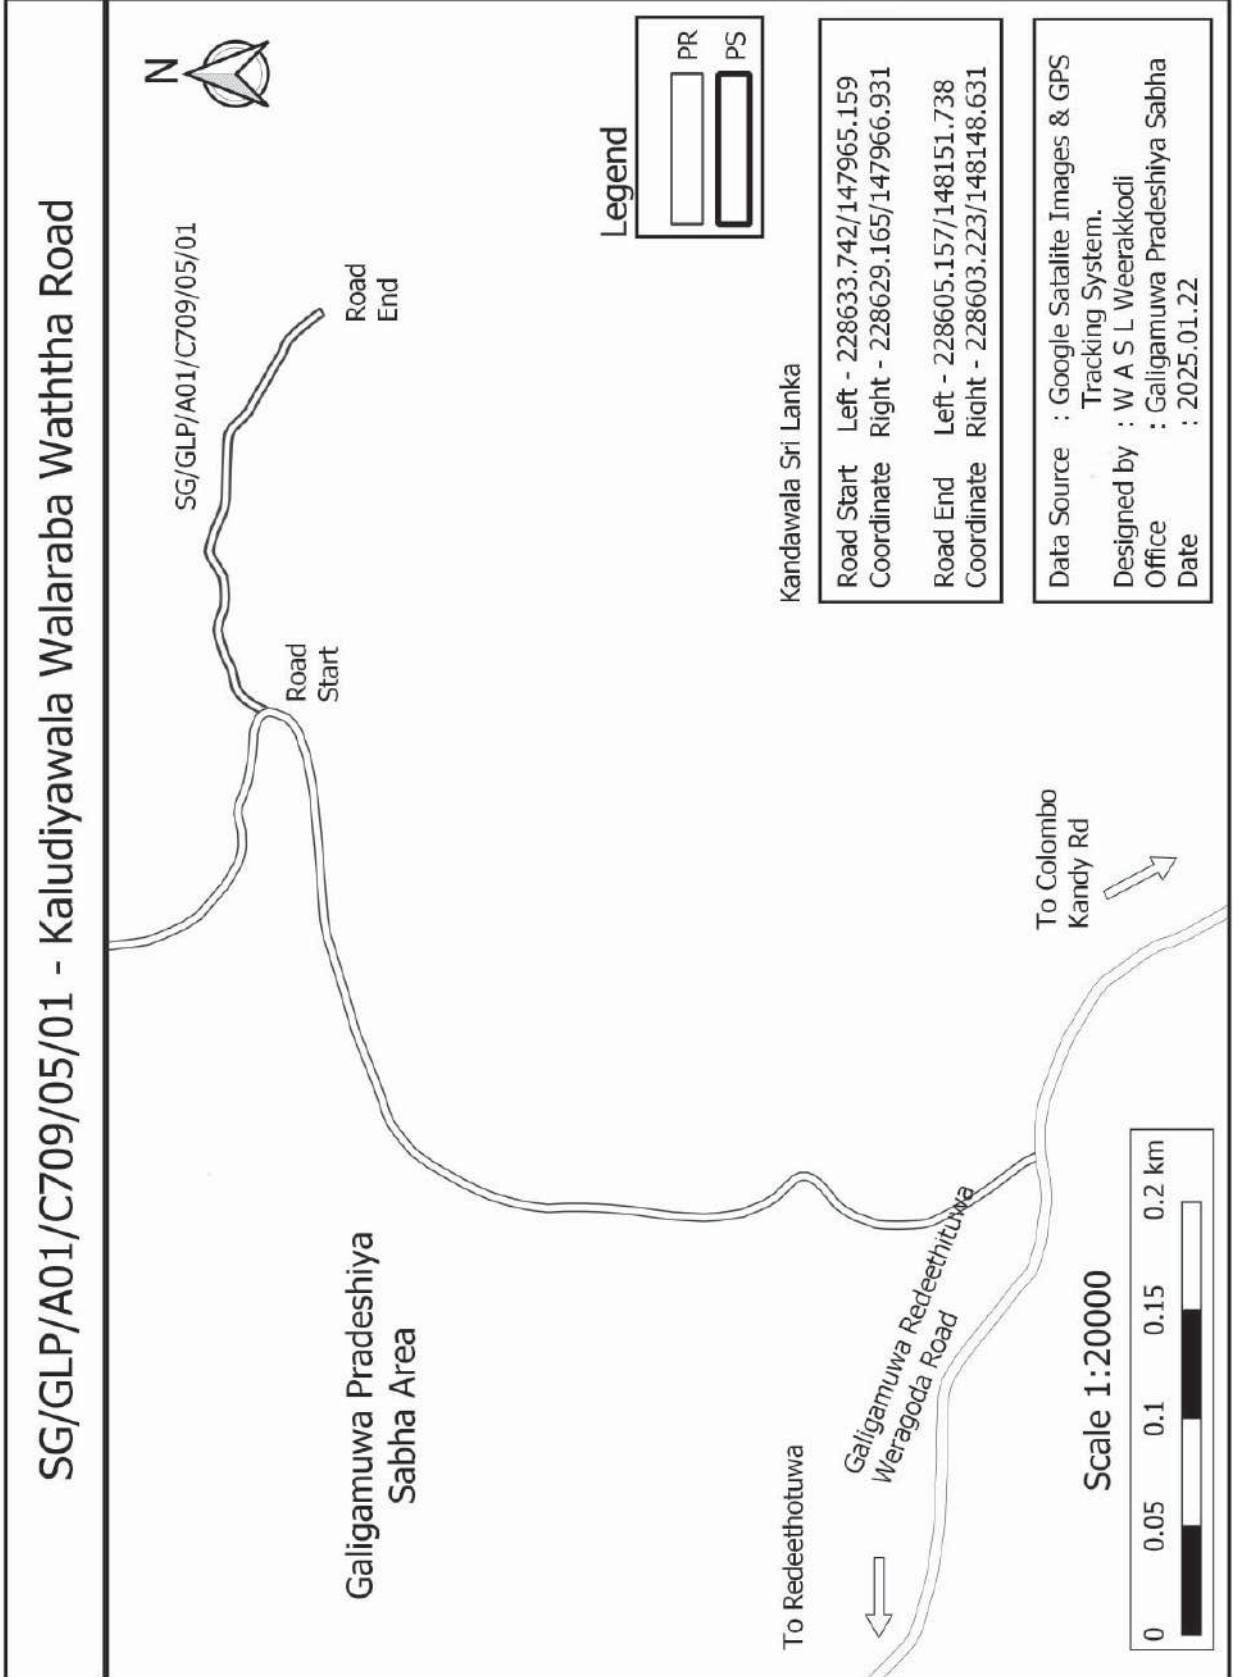 SG/GLP/A01/C709/05/01 - Kaludiyawala Walaraba Waththa Road
N
SG/GLP/A01/C709/05/01
Road
End
Road
Start
Galigamuwa Pradeshiya
Sabha Area
Legend
PR
PS
Kandawala Sri Lanka
Road Start Left - 228633.742/147965.159
Coordinate Right - 228629.165/147966.931
Road End Left - 228605.157/148151.738
Coordinate Right - 228603.223/148148.631
Data Source : Google Satalite Images & GPS
Tracking System.
Designed by : W A S L Weerakkodi
Office : Galigamuwa Pradeshiya Sabha
Date : 2025.01.22
To Redeethotuwa
Galigamuwa Redeethituwa
Weragoda Road
To Colombo
Kandy Rd
Scale 1:20000
0 0.05 0.1 0.15 0.2 km